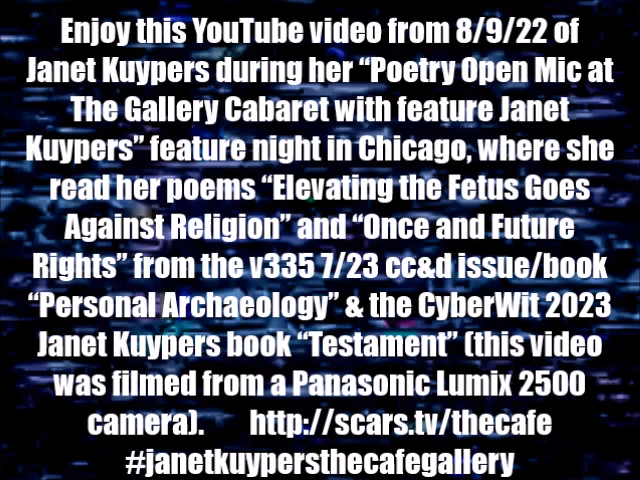 Enjoy this YouTube video from 8/9/22 of
Janet Kuypers during her “Poetry Open Mic at
The Gallery Cabaret with feature Janet
Kuypers” feature night in Chicago, where she
read her poems “Elevating the Fetus Goes
Against Religion” and “Once and Future
Rights” from the v335 7/23 cc&d issue/book
“Personal Archaeology” & the CyberWit 2023
Janet Kuypers book “Testament” (this video
was filmed from a Panasonic Lumix 2500
camera). http://scars.tv/thecafe
#janetkuypersthecafegallery